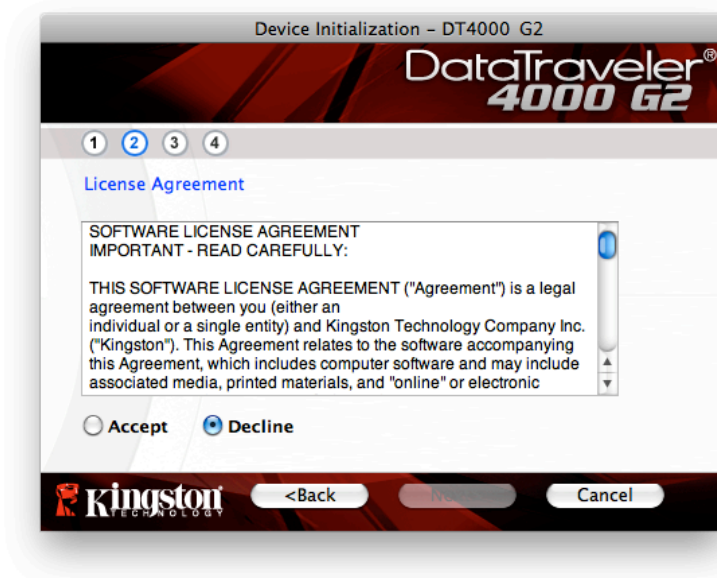 Device Initialization – DT4000 G2
DataTraveler®
4000 G2
1 2 3 4
License Agreement
SOFTWARE LICENSE AGREEMENT
IMPORTANT - READ CAREFULLY:
THIS SOFTWARE LICENSE AGREEMENT ("Agreement") is a legal
agreement between you (either an
individual or a single entity) and Kingston Technology Company Inc.
("Kingston"). This Agreement relates to the software accompanying
this Agreement, which includes computer software and may include
associated media, printed materials, and "online" or electronic
Accept Decline
Kingston <Back Cancel
TECHNOLOGY